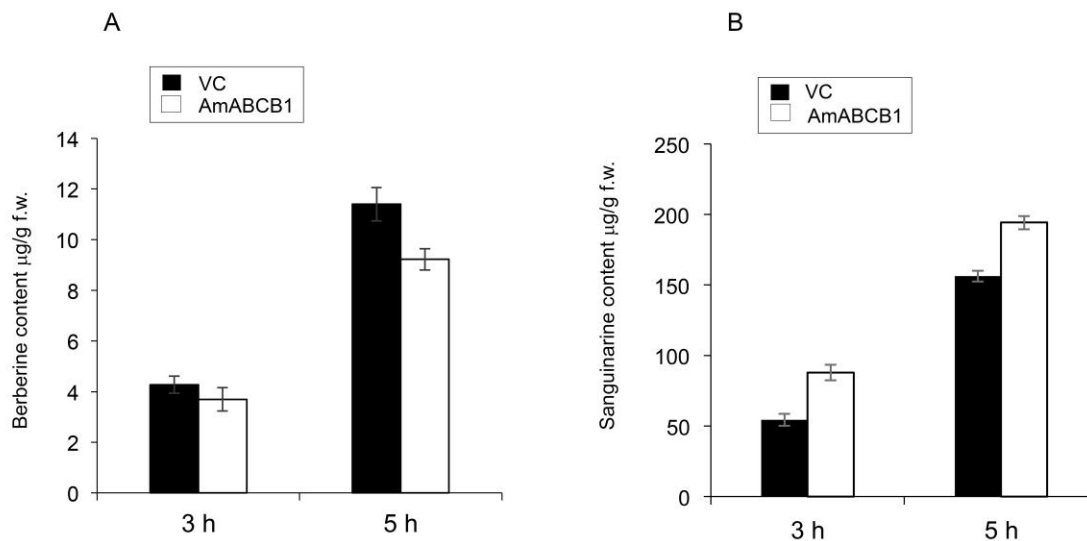 A
VC
AmABCB1
Berberine content μg/g f.w.
14
12
10
8
6
4
2
0
3 h
5 h
B
VC
AmABCB1
Sanguinarine content μg/g f.w.
250
200
150
100
50
0
3 h
5 h